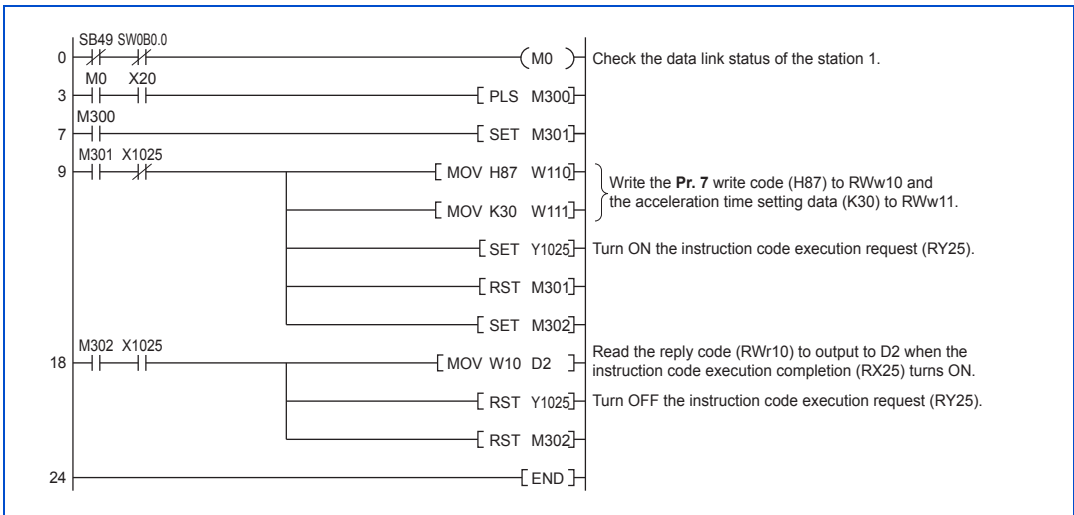 SB49 SW0B0.0
0 M0 Check the data link status of the station 1.
M0 X20
3 PLS M300
M300
7 SET M301
M301 X1025
9 MOV H87 W110
Write the Pr. 7 write code (H87) to RWw10 and
the acceleration time setting data (K30) to RWw11.
MOV K30 W111
SET Y1025 Turn ON the instruction code execution request (RY25).
RST M301
SET M302
M302 X1025
18 MOV W10 D2 Read the reply code (RWr10) to output to D2 when the
instruction code execution completion (RX25) turns ON.
RST Y1025 Turn OFF the instruction code execution request (RY25).
RST M302
24 END